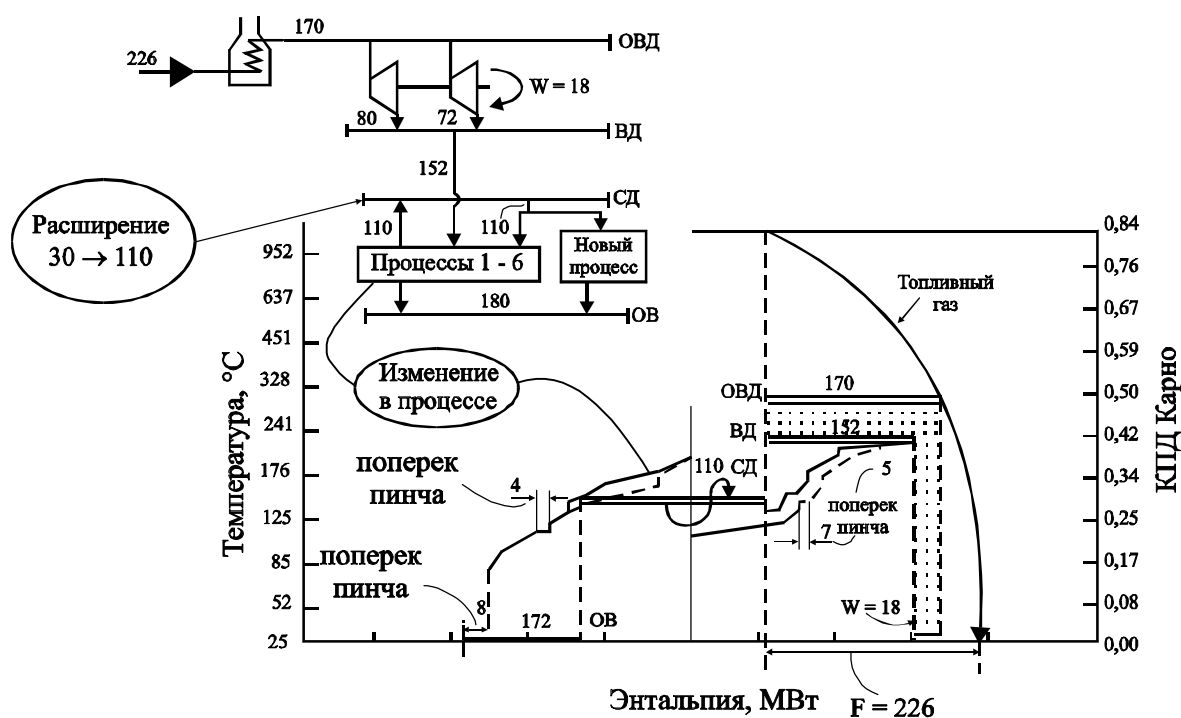 170
ОВД
226
W = 18
80
72
ВД
152
СД
Расширение
30 → 110
110
110
Процессы 1 - 6
Новый
процесс
180
ОВ
Изменение
в процессе
Температура, °C
952
637
451
328
241
176
125
85
52
25
0,84
0,76
0,67
0,59
0,50
0,42
0,34
0,25
0,17
0,08
0,00
КПД Карно
Топливный
газ
ОВД
170
ВД
152
110
СД
5
поперек
пинча
4
поперек
пинча
7
поперек
пинча
8
172
ОВ
W = 18
Энтальпия, МВт
F = 226